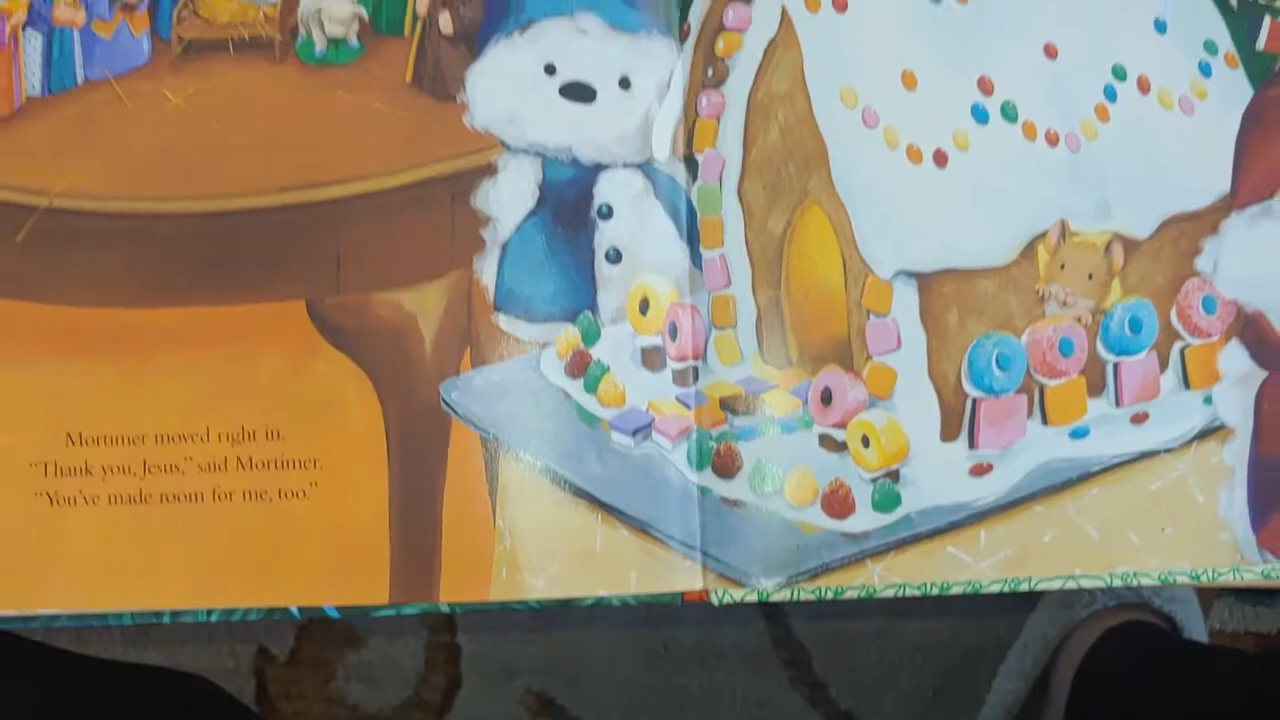 Mortimer moved right in.
“Thank you, Jesus,” said Mortimer.
“You’ve made room for me, too.”